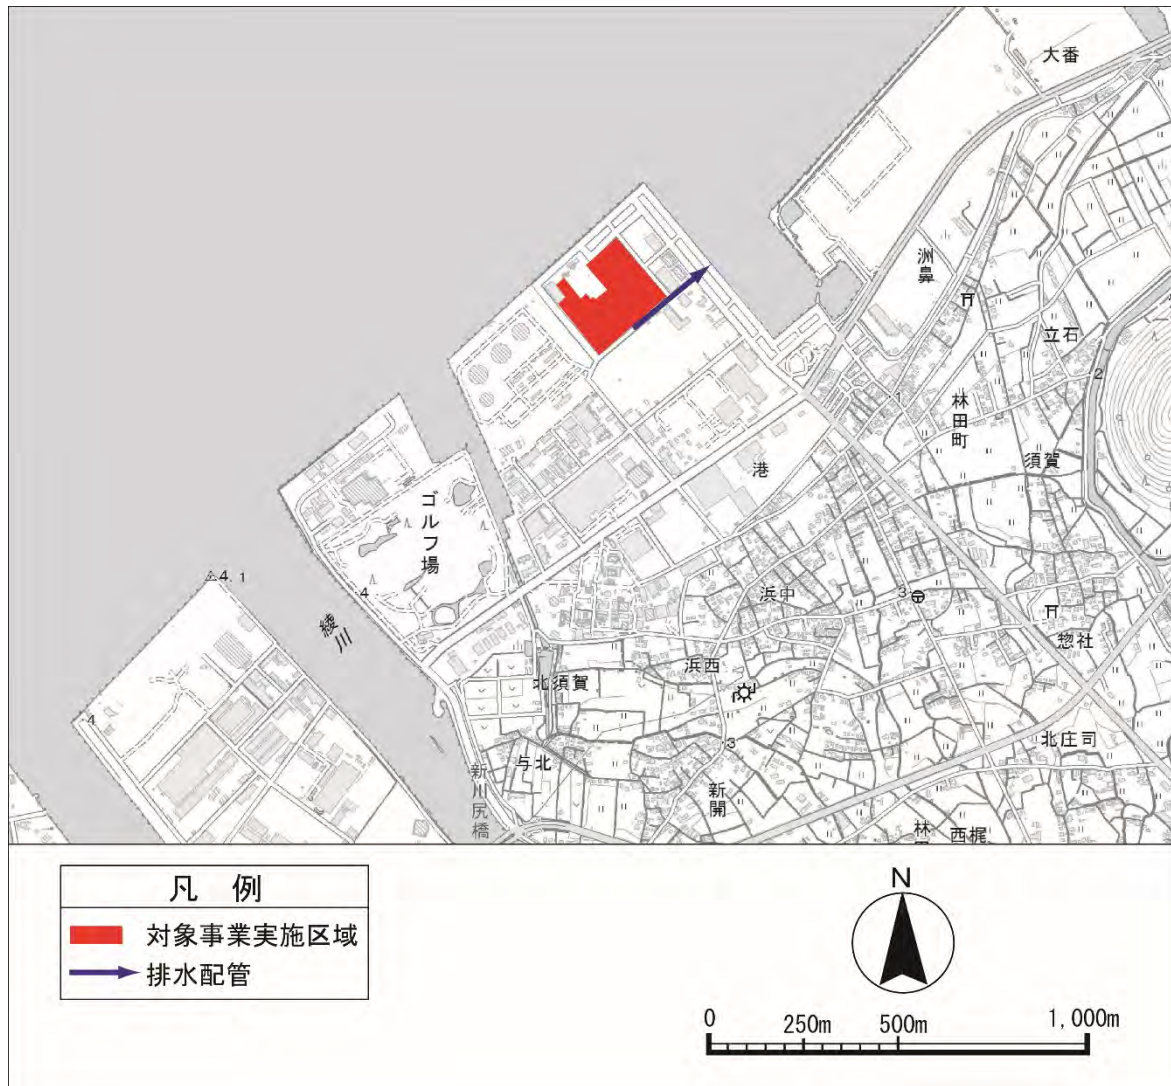 大番
洲鼻
立石
2
林田町
1
須賀
港
ゴルフ場
4.1
4
綾川
浜中
3
惣社
浜西
北須賀
4
北庄司
3
与北
新開
新川尻橋
西梶
凡 例
対象事業実施区域
排水配管
N
0 250m 500m 1,000m